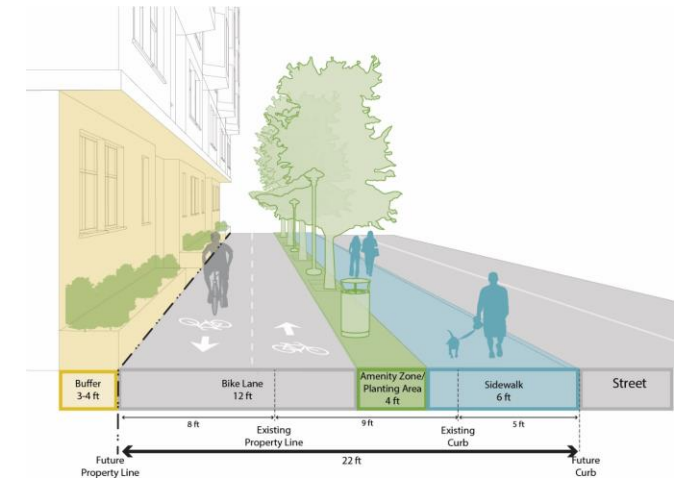 Buffer
3-4 ft
Bike Lane
12 ft
Amenity Zone/
Planting Area
4 ft
Sidewalk
6 ft
Street
8 ft
9 ft
5 ft
Existing
Property Line
Existing
Curb
22 ft
Future
Property Line
Future
Curb